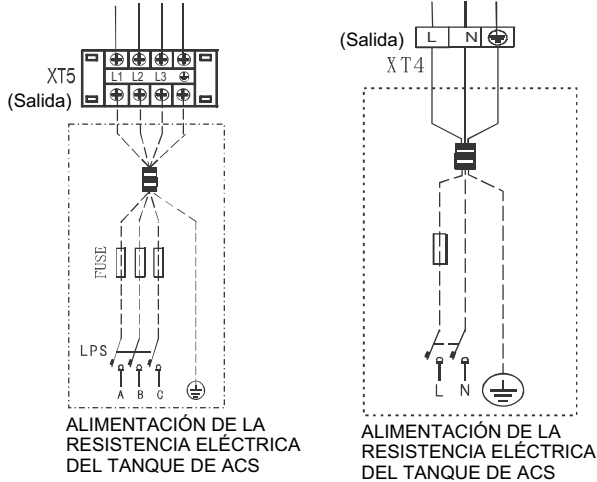 XT5
(Salida)
L1 L2 L3
FUSE
LPS
A B C
ALIMENTACIÓN DE LA
RESISTENCIA ELÉCTRICA
DEL TANQUE DE ACS
(Salida)
L N
XT4
L N
ALIMENTACIÓN DE LA
RESISTENCIA ELÉCTRICA
DEL TANQUE DE ACS